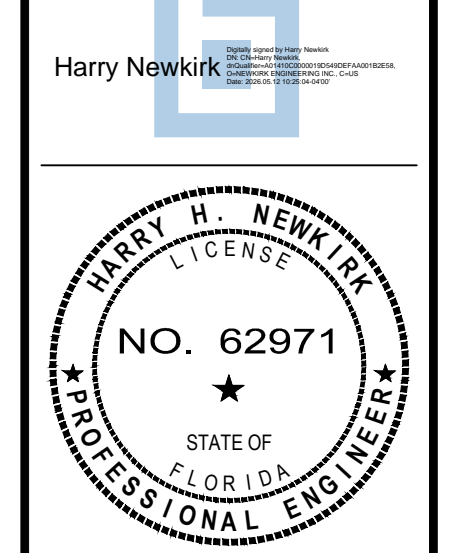 Harry Newkirk
Digitally signed by Harry Newkirk
DN: CN=Harry Newkirk,
dnQualifier=A01410C0000019D549DEFAA001B2E58,
O=NEWKIRK ENGINEERING INC., C=US
Date: 2026.05.12 10:25:04-04'00'
HARRY H. NEWKIRK
LICENSE
NO. 62971
STATE OF
FLORIDA
PROFESSIONAL ENGINEER